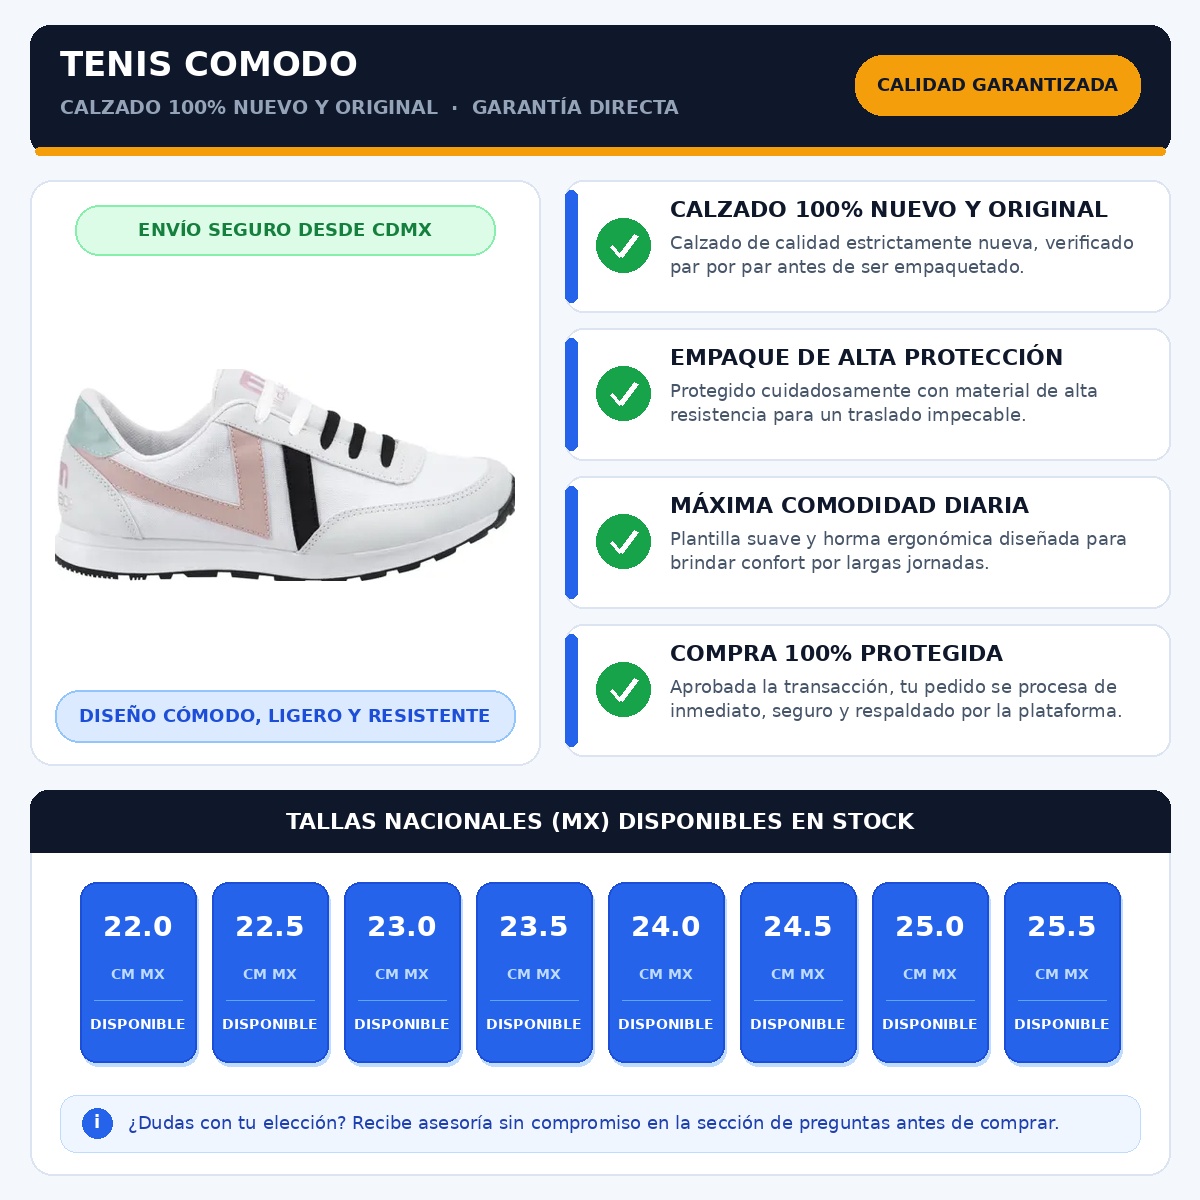 TENIS COMODO
CALZADO 100% NUEVO Y ORIGINAL · GARANTÍA DIRECTA
CALIDAD GARANTIZADA
ENVÍO SEGURO DESDE CDMX
DISEÑO CÓMODO, LIGERO Y RESISTENTE
CALZADO 100% NUEVO Y ORIGINAL
Calzado de calidad estrictamente nueva, verificado
par por par antes de ser empaquetado.
EMPAQUE DE ALTA PROTECCIÓN
Protegido cuidadosamente con material de alta
resistencia para un traslado impecable.
MÁXIMA COMODIDAD DIARIA
Plantilla suave y horma ergonómica diseñada para
brindar confort por largas jornadas.
COMPRA 100% PROTEGIDA
Aprobada la transacción, tu pedido se procesa de
inmediato, seguro y respaldado por la plataforma.
TALLAS NACIONALES (MX) DISPONIBLES EN STOCK
22.0 22.5 23.0 23.5 24.0 24.5 25.0 25.5
CM MX CM MX CM MX CM MX CM MX CM MX CM MX CM MX
DISPONIBLE DISPONIBLE DISPONIBLE DISPONIBLE DISPONIBLE DISPONIBLE DISPONIBLE DISPONIBLE
i ¿Dudas con tu elección? Recibe asesoría sin compromiso en la sección de preguntas antes de comprar.